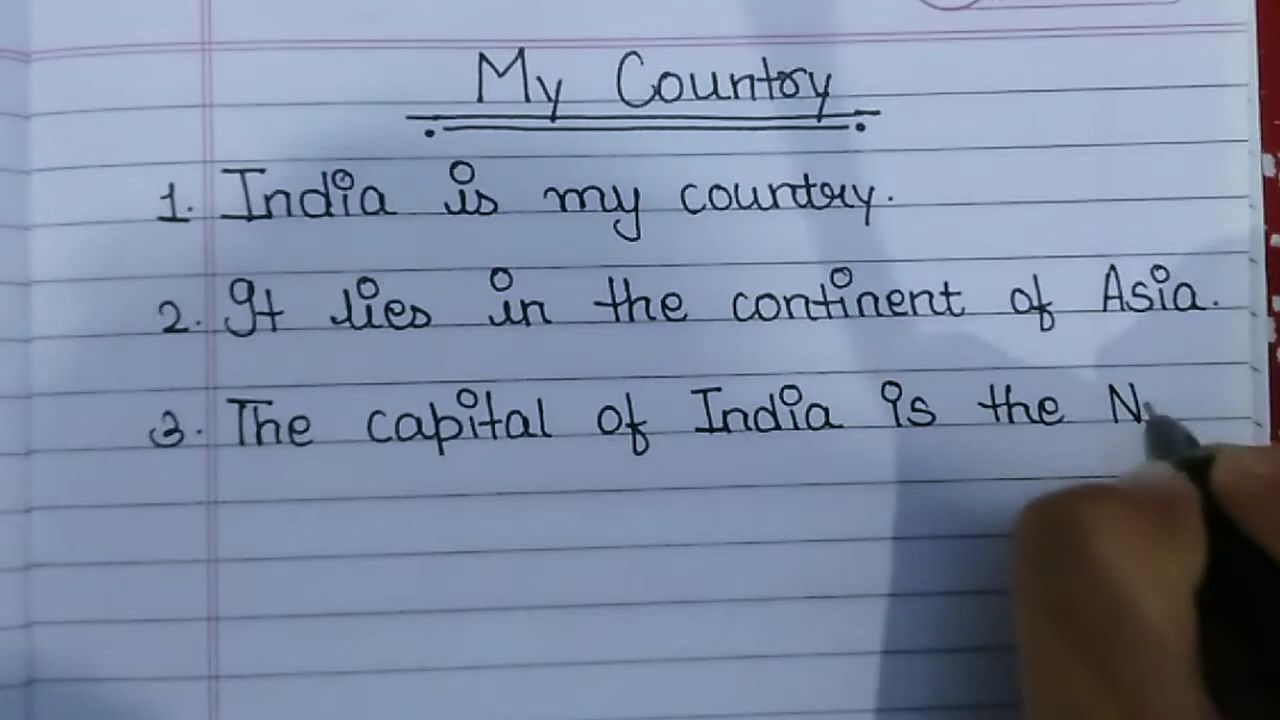 My Country
1. India is my country.
2. It lies in the continent of Asia.
3. The capital of India is the N